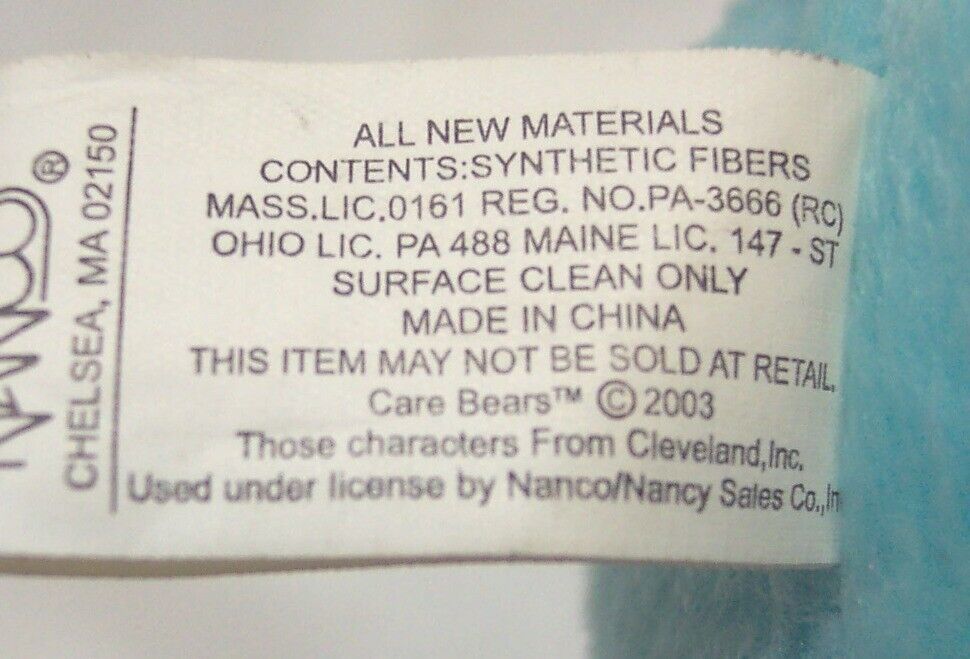 NANCO®
CHELSEA, MA 02150
ALL NEW MATERIALS
CONTENTS:SYNTHETIC FIBERS
MASS.LIC.0161 REG. NO.PA-3666 (RC)
OHIO LIC. PA 488 MAINE LIC. 147 - ST
SURFACE CLEAN ONLY
MADE IN CHINA
THIS ITEM MAY NOT BE SOLD AT RETAIL.
Care Bears™ © 2003
Those characters From Cleveland,Inc.
Used under license by Nanco/Nancy Sales Co.,In